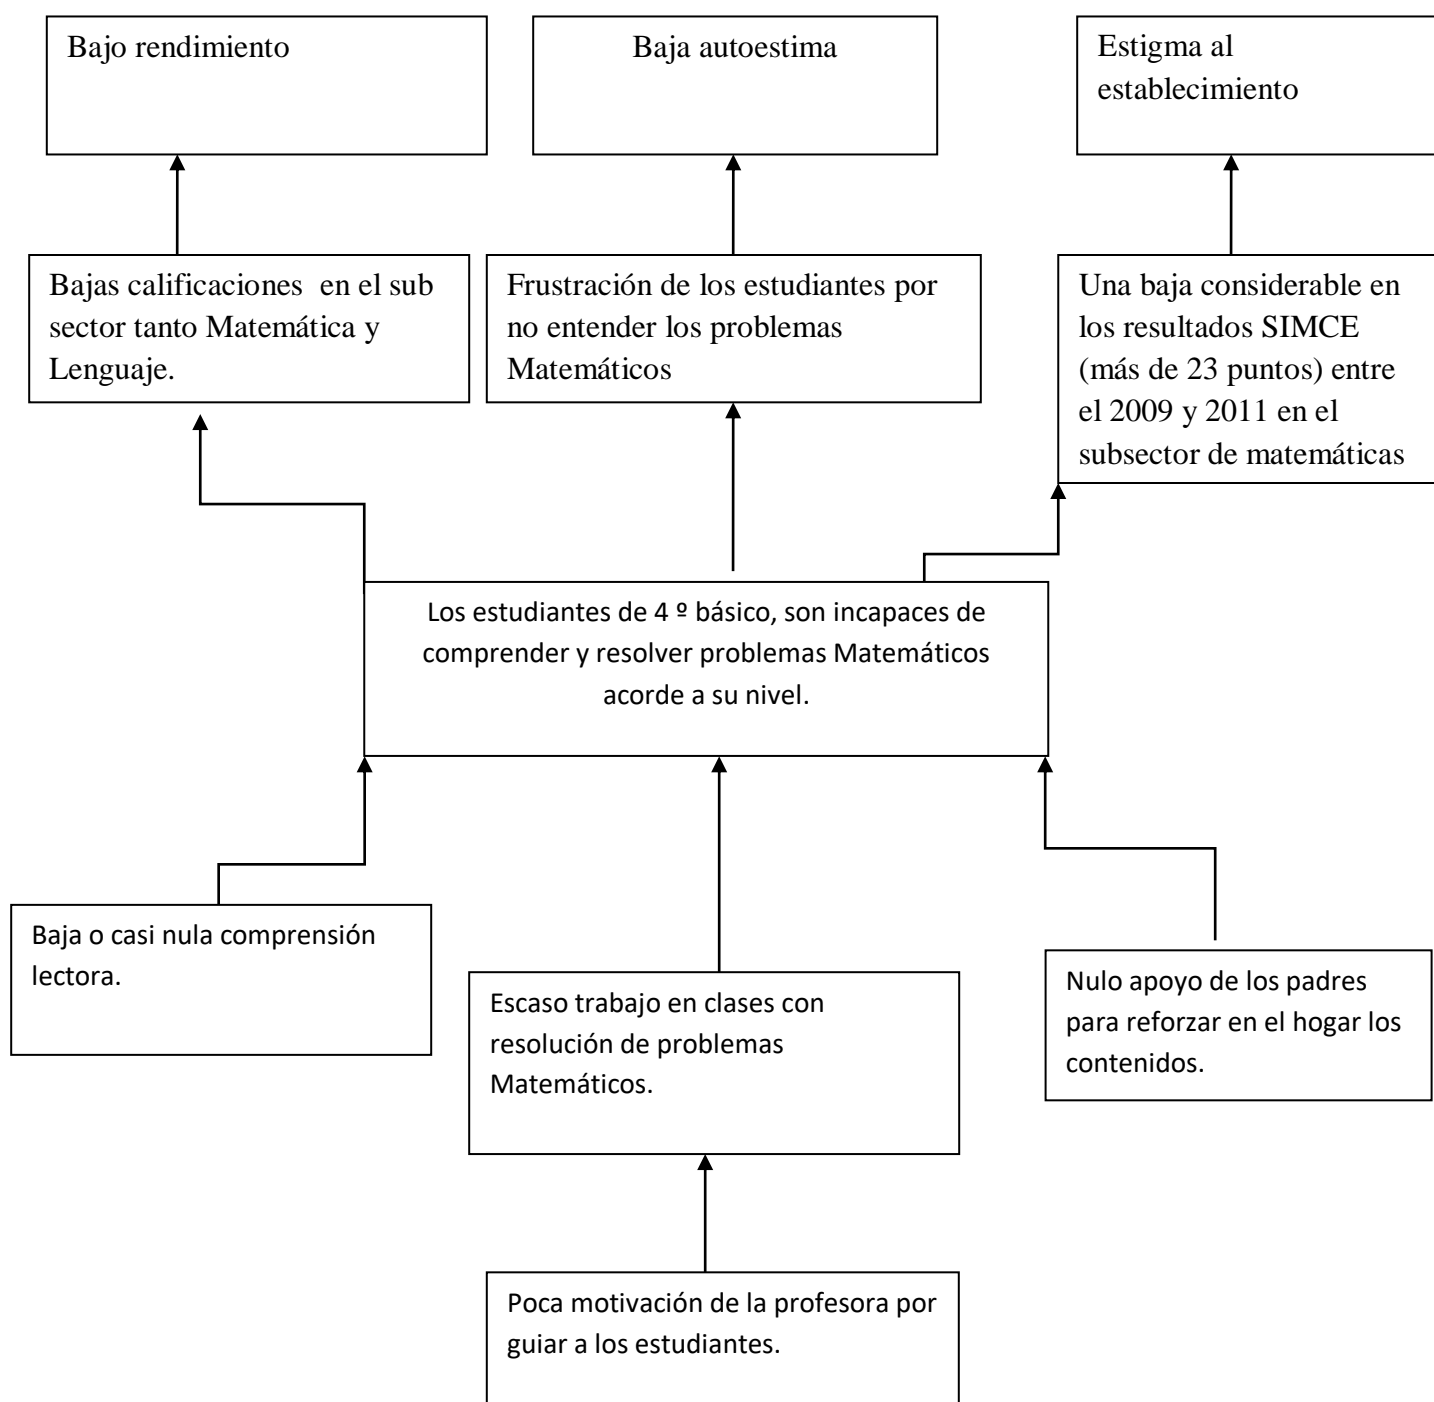 Bajo rendimiento
Baja autoestima
Estigma al
establecimiento
Bajas calificaciones  en el sub
sector tanto Matemática y
Lenguaje.
Frustración de los estudiantes por
no entender los problemas
Matemáticos
Una baja considerable en
los resultados SIMCE
(más de 23 puntos) entre
el 2009 y 2011 en el
subsector de matemáticas
Los estudiantes de 4 º básico, son incapaces de
comprender y resolver problemas Matemáticos
acorde a su nivel.
Baja o casi nula comprensión
lectora.
Escaso trabajo en clases con
resolución de problemas
Matemáticos.
Nulo apoyo de los padres
para reforzar en el hogar los
contenidos.
Poca motivación de la profesora por
guiar a los estudiantes.